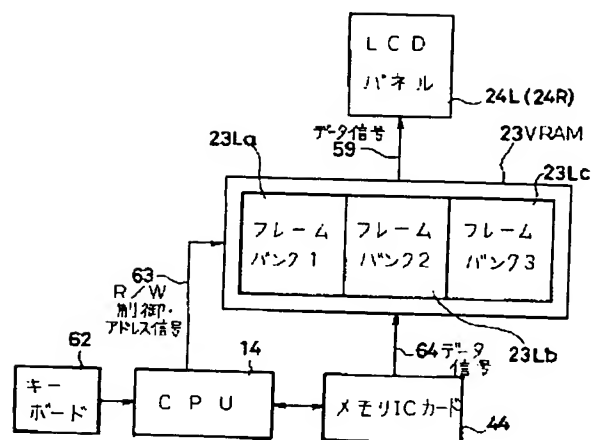 LCD
パネル
24L(24R)
データ信号
59
23VRAM
23La
23Lc
フレーム
バンク1
フレーム
バンク2
フレーム
バンク3
63
R/W
制御・
アドレス信号
23Lb
62
14
64データ
信号
キー
ボード
CPU
メモリICカード
44